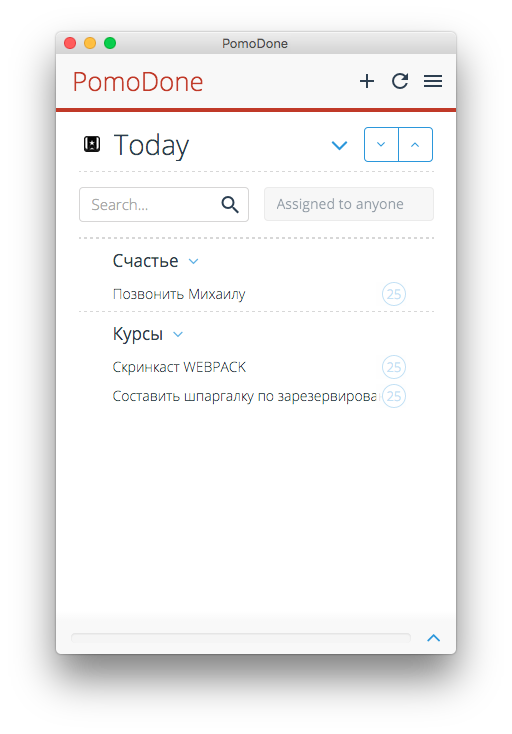 PomoDone
PomoDone
Today
Search...
Assigned to anyone
Счастье
Позвонить Михаилу
25
Курсы
Скринкаст WEBPACK
25
Составить шпаргалку по зарезервирова
25